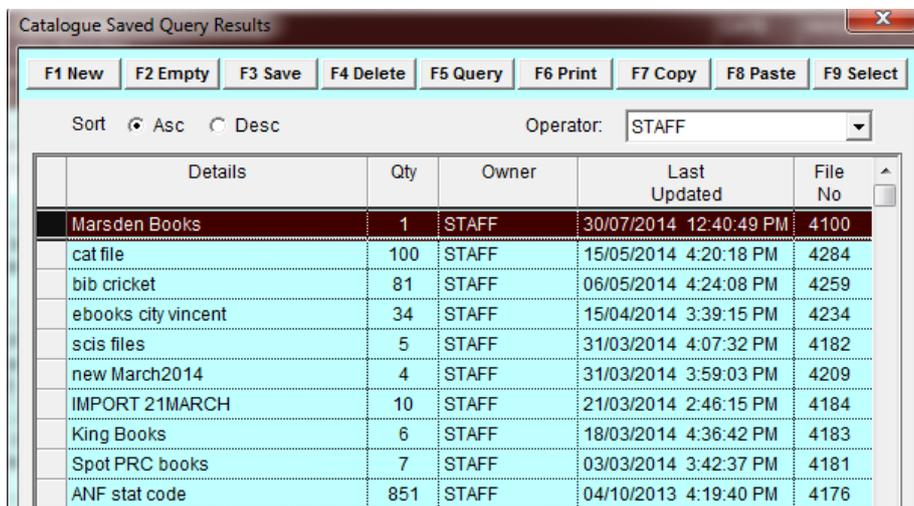 Catalogue Saved Query Results
F1 New F2 Empty F3 Save F4 Delete F5 Query F6 Print F7 Copy F8 Paste F9 Select
Sort Asc Desc Operator: STAFF
Details Qty Owner Last Updated File No
Marsden Books 1 STAFF 30/07/2014 12:40:49 PM 4100
cat file 100 STAFF 15/05/2014 4:20:18 PM 4284
bib cricket 81 STAFF 06/05/2014 4:24:08 PM 4259
ebooks city vincent 34 STAFF 15/04/2014 3:39:15 PM 4234
scis files 5 STAFF 31/03/2014 4:07:32 PM 4182
new March2014 4 STAFF 31/03/2014 3:59:03 PM 4209
IMPORT 21MARCH 10 STAFF 21/03/2014 2:46:15 PM 4184
King Books 6 STAFF 18/03/2014 4:36:42 PM 4183
Spot PRC books 7 STAFF 03/03/2014 3:42:37 PM 4181
ANF stat code 851 STAFF 04/10/2013 4:19:40 PM 4176